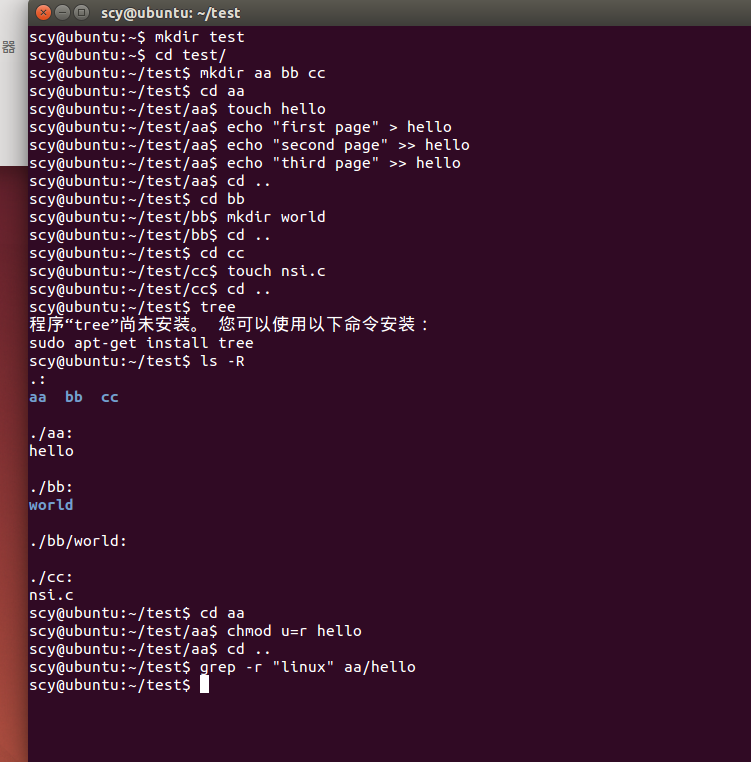 器
scy@ubuntu: ~/test
scy@ubuntu:~$ mkdir test
scy@ubuntu:~$ cd test/
scy@ubuntu:~/test$ mkdir aa bb cc
scy@ubuntu:~/test$ cd aa
scy@ubuntu:~/test/aa$ touch hello
scy@ubuntu:~/test/aa$ echo "first page" > hello
scy@ubuntu:~/test/aa$ echo "second page" >> hello
scy@ubuntu:~/test/aa$ echo "third page" >> hello
scy@ubuntu:~/test/aa$ cd ..
scy@ubuntu:~/test$ cd bb
scy@ubuntu:~/test/bb$ mkdir world
scy@ubuntu:~/test/bb$ cd ..
scy@ubuntu:~/test$ cd cc
scy@ubuntu:~/test/cc$ touch nsi.c
scy@ubuntu:~/test/cc$ cd ..
scy@ubuntu:~/test$ tree
程序“tree”尚未安装。 您可以使用以下命令安装：
sudo apt-get install tree
scy@ubuntu:~/test$ ls -R
.:
aa  bb  cc

./aa:
hello

./bb:
world

./bb/world:

./cc:
nsi.c
scy@ubuntu:~/test$ cd aa
scy@ubuntu:~/test/aa$ chmod u=r hello
scy@ubuntu:~/test/aa$ cd ..
scy@ubuntu:~/test$ grep -r "linux" aa/hello
scy@ubuntu:~/test$